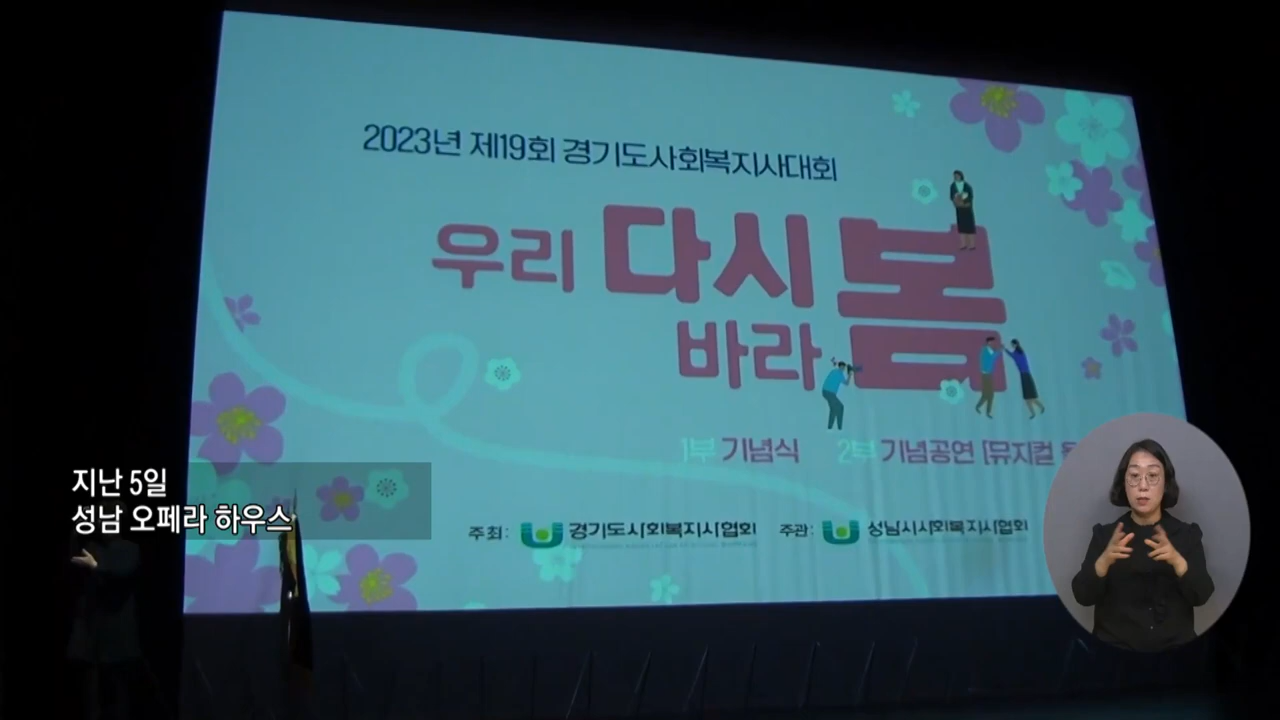 2023년 제19회 경기도사회복지사대회
우리 다시 봄
바라
1부 기념식 2부 기념공연 [뮤지컬
주최: 경기도사회복지사협회 주관: 성남시사회복지사협회
지난 5일
성남 오페라 하우스